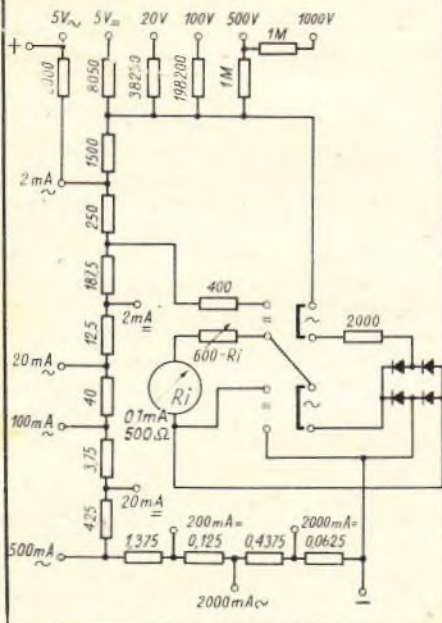 5V~ 5V= 20V 100V 500V 1000V
+ 1M
8050 38250 198200 1M
1500
2mA~
250
187,5 400
= ~
2mA= 2000
12,5 600-Ri
20mA~
40 Ri = ~
0,1mA
100mA~ 500Ω
3,75
20mA=
4,25
200mA= 2000mA=
500mA~ 1,375 0,125 0,4375 0,0625
2000mA~ −